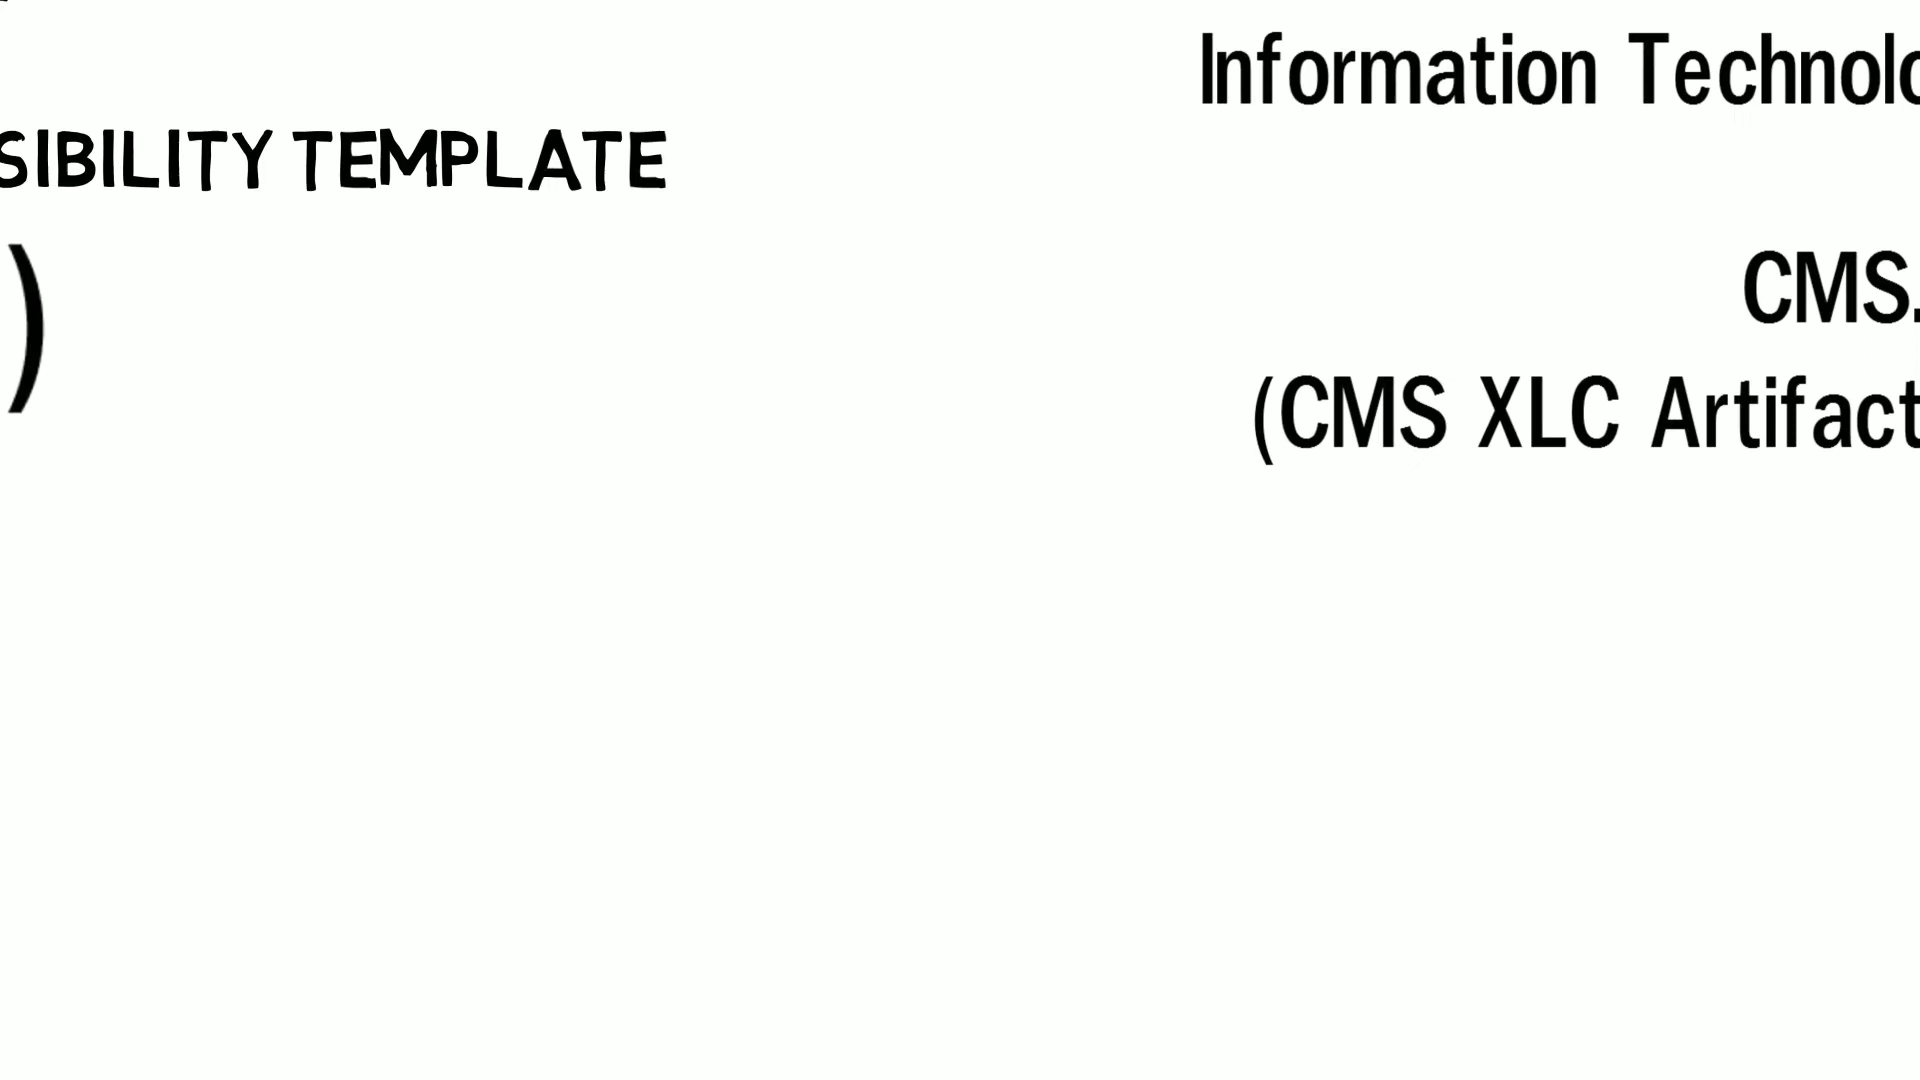 SIBILITY TEMPLATE
)
Information Technolo
CMS.
(CMS XLC Artifact